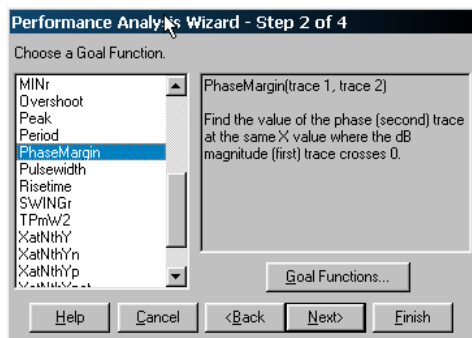 Performance Analysis Wizard - Step 2 of 4
Choose a Goal Function.
MINr
Overshoot
Peak
Period
PhaseMargin
Pulsewidth
Risetime
SWINGr
TPmW2
XatNthY
XatNthYn
XatNthYp
PhaseMargin(trace 1, trace 2)
Find the value of the phase (second) trace
at the same X value where the dB
magnitude (first) trace crosses 0.
Goal Functions...
Help
Cancel
<Back
Next>
Finish